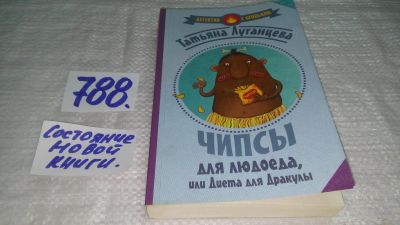 788.
Состояние
новой
книги.
Детектив с огоньком
Татьяна Луганцева
ЧИПСЫ
для людоеда,
или Диета для Дракулы